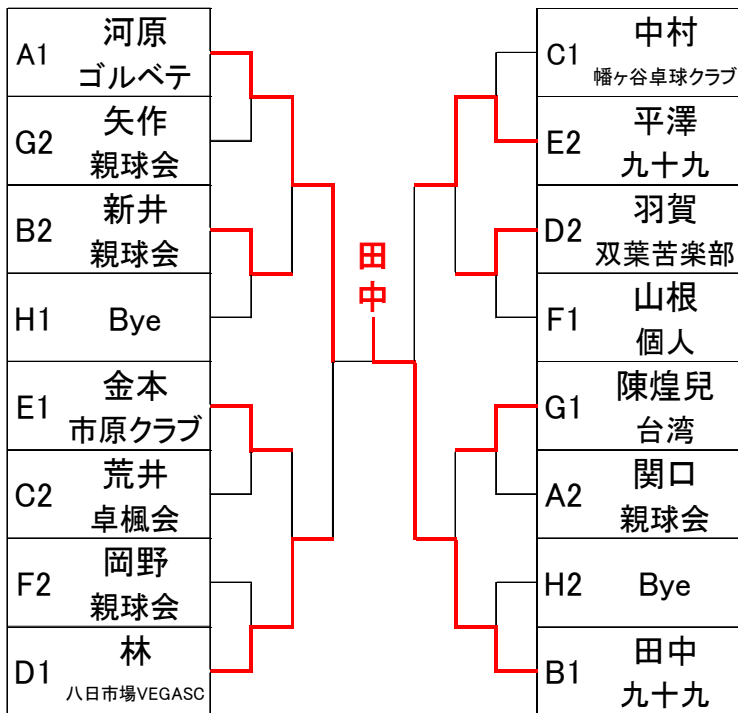 A1
河原
ゴルベテ
G2
矢作
親球会
B2
新井
親球会
H1
Bye
E1
金本
市原クラブ
C2
荒井
卓楓会
F2
岡野
親球会
D1
林
八日市場VEGASC
田中
C1
中村
幡ヶ谷卓球クラブ
E2
平澤
九十九
D2
羽賀
双葉苦楽部
F1
山根
個人
G1
陳煌兒
台湾
A2
関口
親球会
H2
Bye
B1
田中
九十九